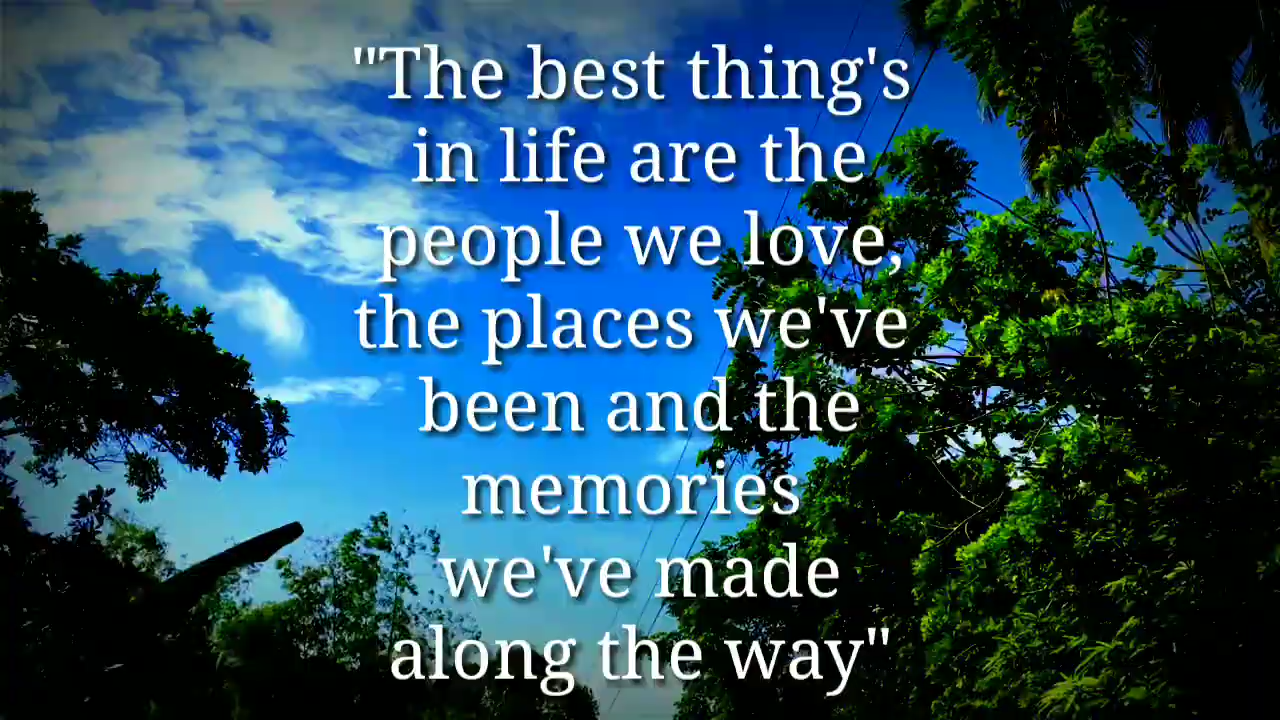 "The best thing's
in life are the
people we love,
the places we've
been and the
memories
we've made
along the way"